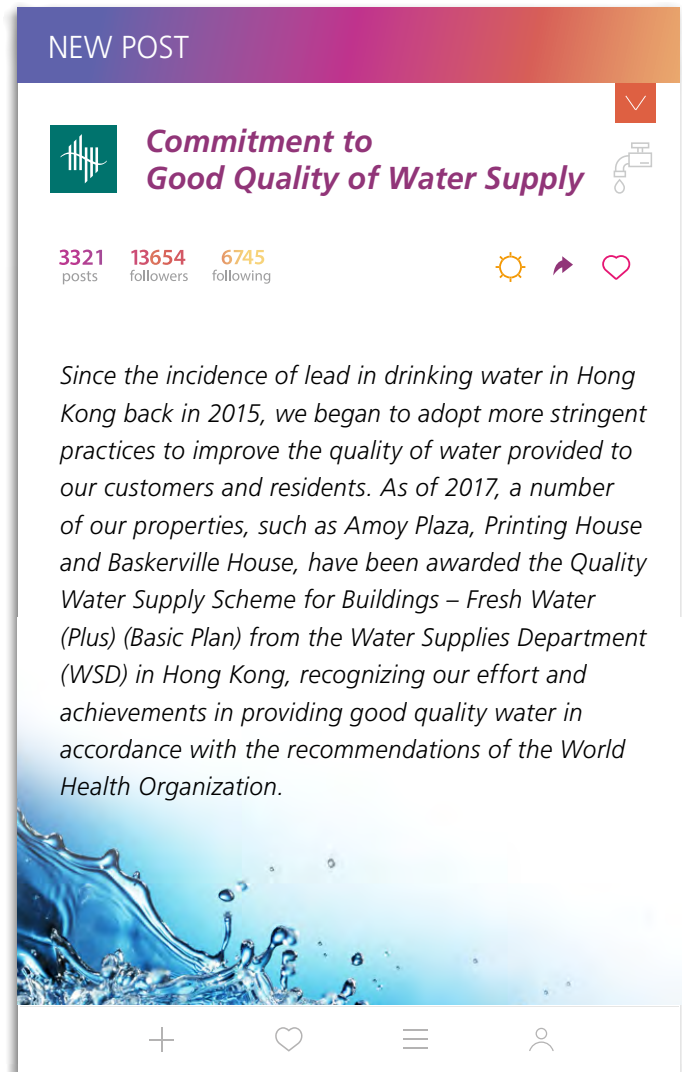 NEW POST
Commitment to
Good Quality of Water Supply
3321 13654 6745
posts followers following
Since the incidence of lead in drinking water in Hong
Kong back in 2015, we began to adopt more stringent
practices to improve the quality of water provided to
our customers and residents. As of 2017, a number
of our properties, such as Amoy Plaza, Printing House
and Baskerville House, have been awarded the Quality
Water Supply Scheme for Buildings – Fresh Water
(Plus) (Basic Plan) from the Water Supplies Department
(WSD) in Hong Kong, recognizing our effort and
achievements in providing good quality water in
accordance with the recommendations of the World
Health Organization.